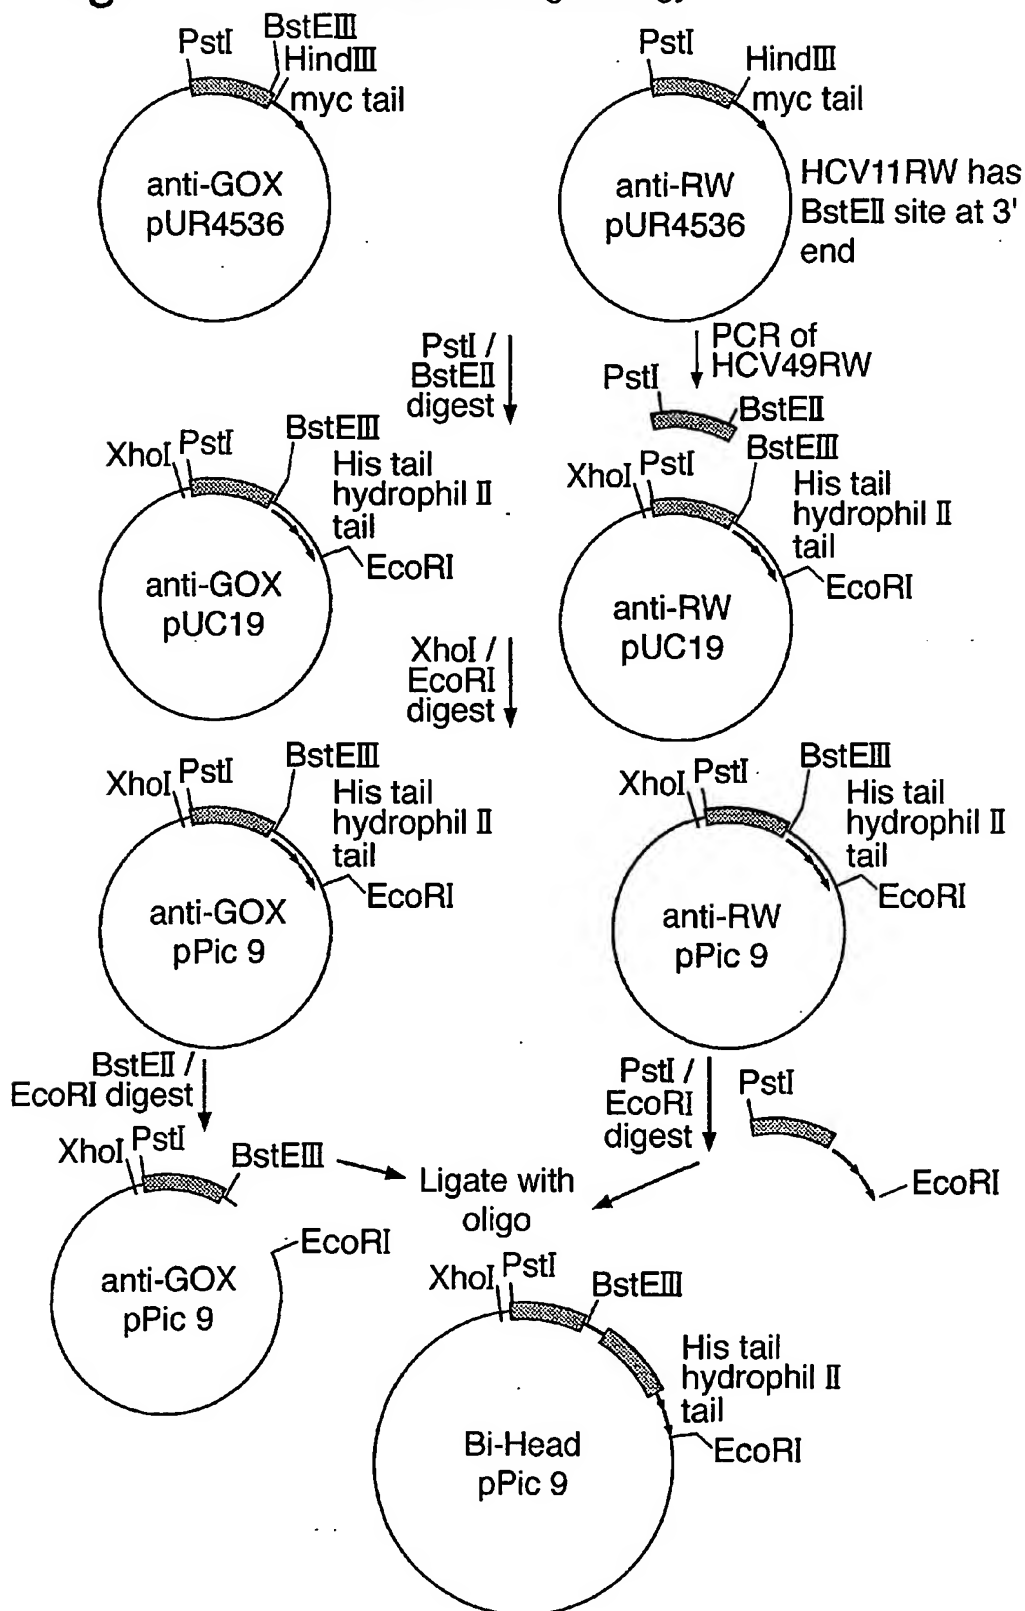 PstI
BstEIII
HindIII
myc tail
anti-GOX
pUR4536
PstI
HindIII
myc tail
anti-RW
pUR4536
HCV11RW has
BstEII site at 3'
end
PstI /
BstEII
digest
PCR of
HCV49RW
PstI
BstEII
XhoI
PstI
BstEIII
His tail
hydrophil II
tail
EcoRI
anti-GOX
pUC19
XhoI
PstI
BstEIII
His tail
hydrophil II
tail
EcoRI
anti-RW
pUC19
XhoI /
EcoRI
digest
XhoI
PstI
BstEIII
His tail
hydrophil II
tail
EcoRI
anti-GOX
pPic 9
XhoI
PstI
BstEIII
His tail
hydrophil II
tail
EcoRI
anti-RW
pPic 9
BstEII /
EcoRI digest
PstI /
EcoRI
digest
PstI
EcoRI
XhoI
PstI
BstEIII
EcoRI
anti-GOX
pPic 9
Ligate with
oligo
XhoI
PstI
BstEIII
His tail
hydrophil II
tail
EcoRI
Bi-Head
pPic 9